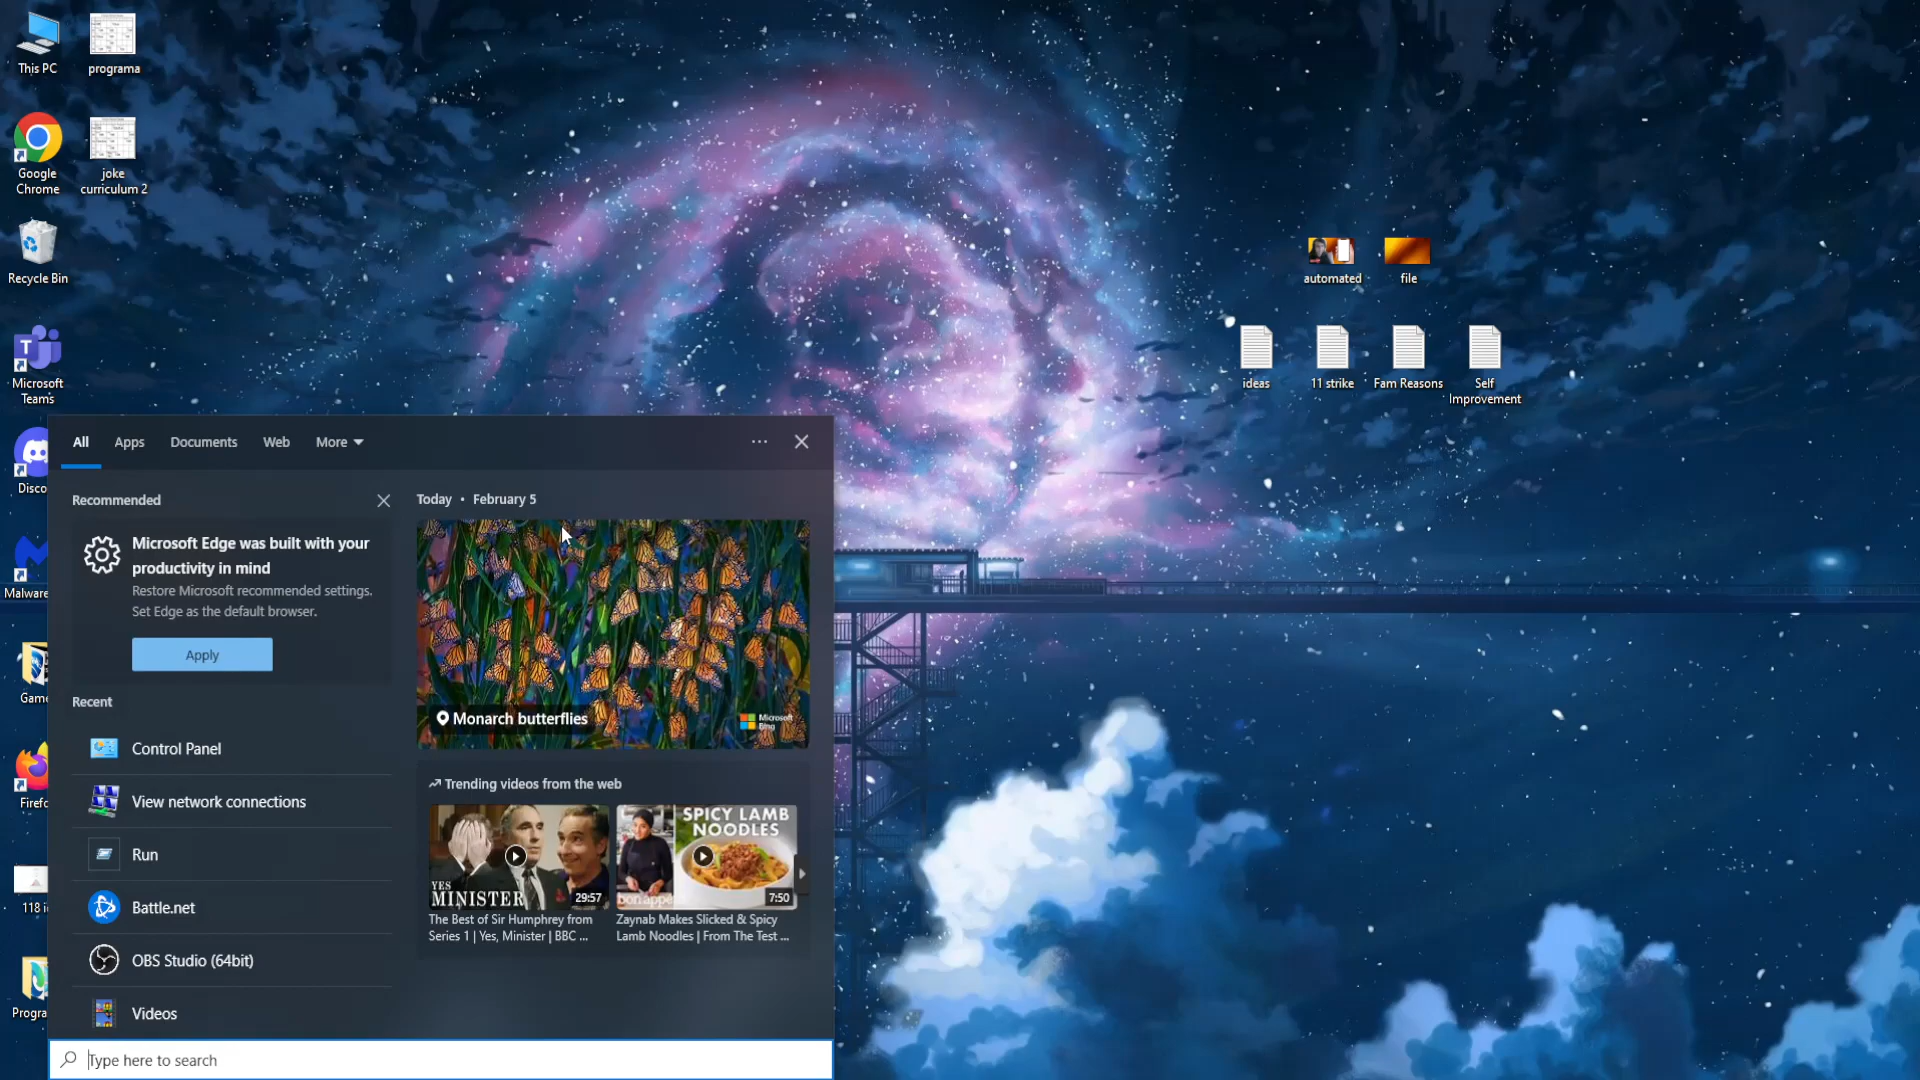 This PC
programa
Google
Chrome
joke
curriculum 2
Recycle Bin
Microsoft
Teams
Disco
Malware
Game
Firefo
118 i
Progra
automated
file
ideas
11 strike
Fam Reasons
Self
Improvement
All
Apps
Documents
Web
More
Recommended
Microsoft Edge was built with your
productivity in mind
Restore Microsoft recommended settings.
Set Edge as the default browser.
Apply
Recent
Control Panel
View network connections
Run
Battle.net
OBS Studio (64bit)
Videos
Today • February 5
Monarch butterflies
Microsoft
Bing
Trending videos from the web
YES
MINISTER
29:57
The Best of Sir Humphrey from
Series 1 | Yes, Minister | BBC ...
SPICY LAMB
NOODLES
bon appé
7:50
Zaynab Makes Slicked & Spicy
Lamb Noodles | From The Test ...
Type here to search